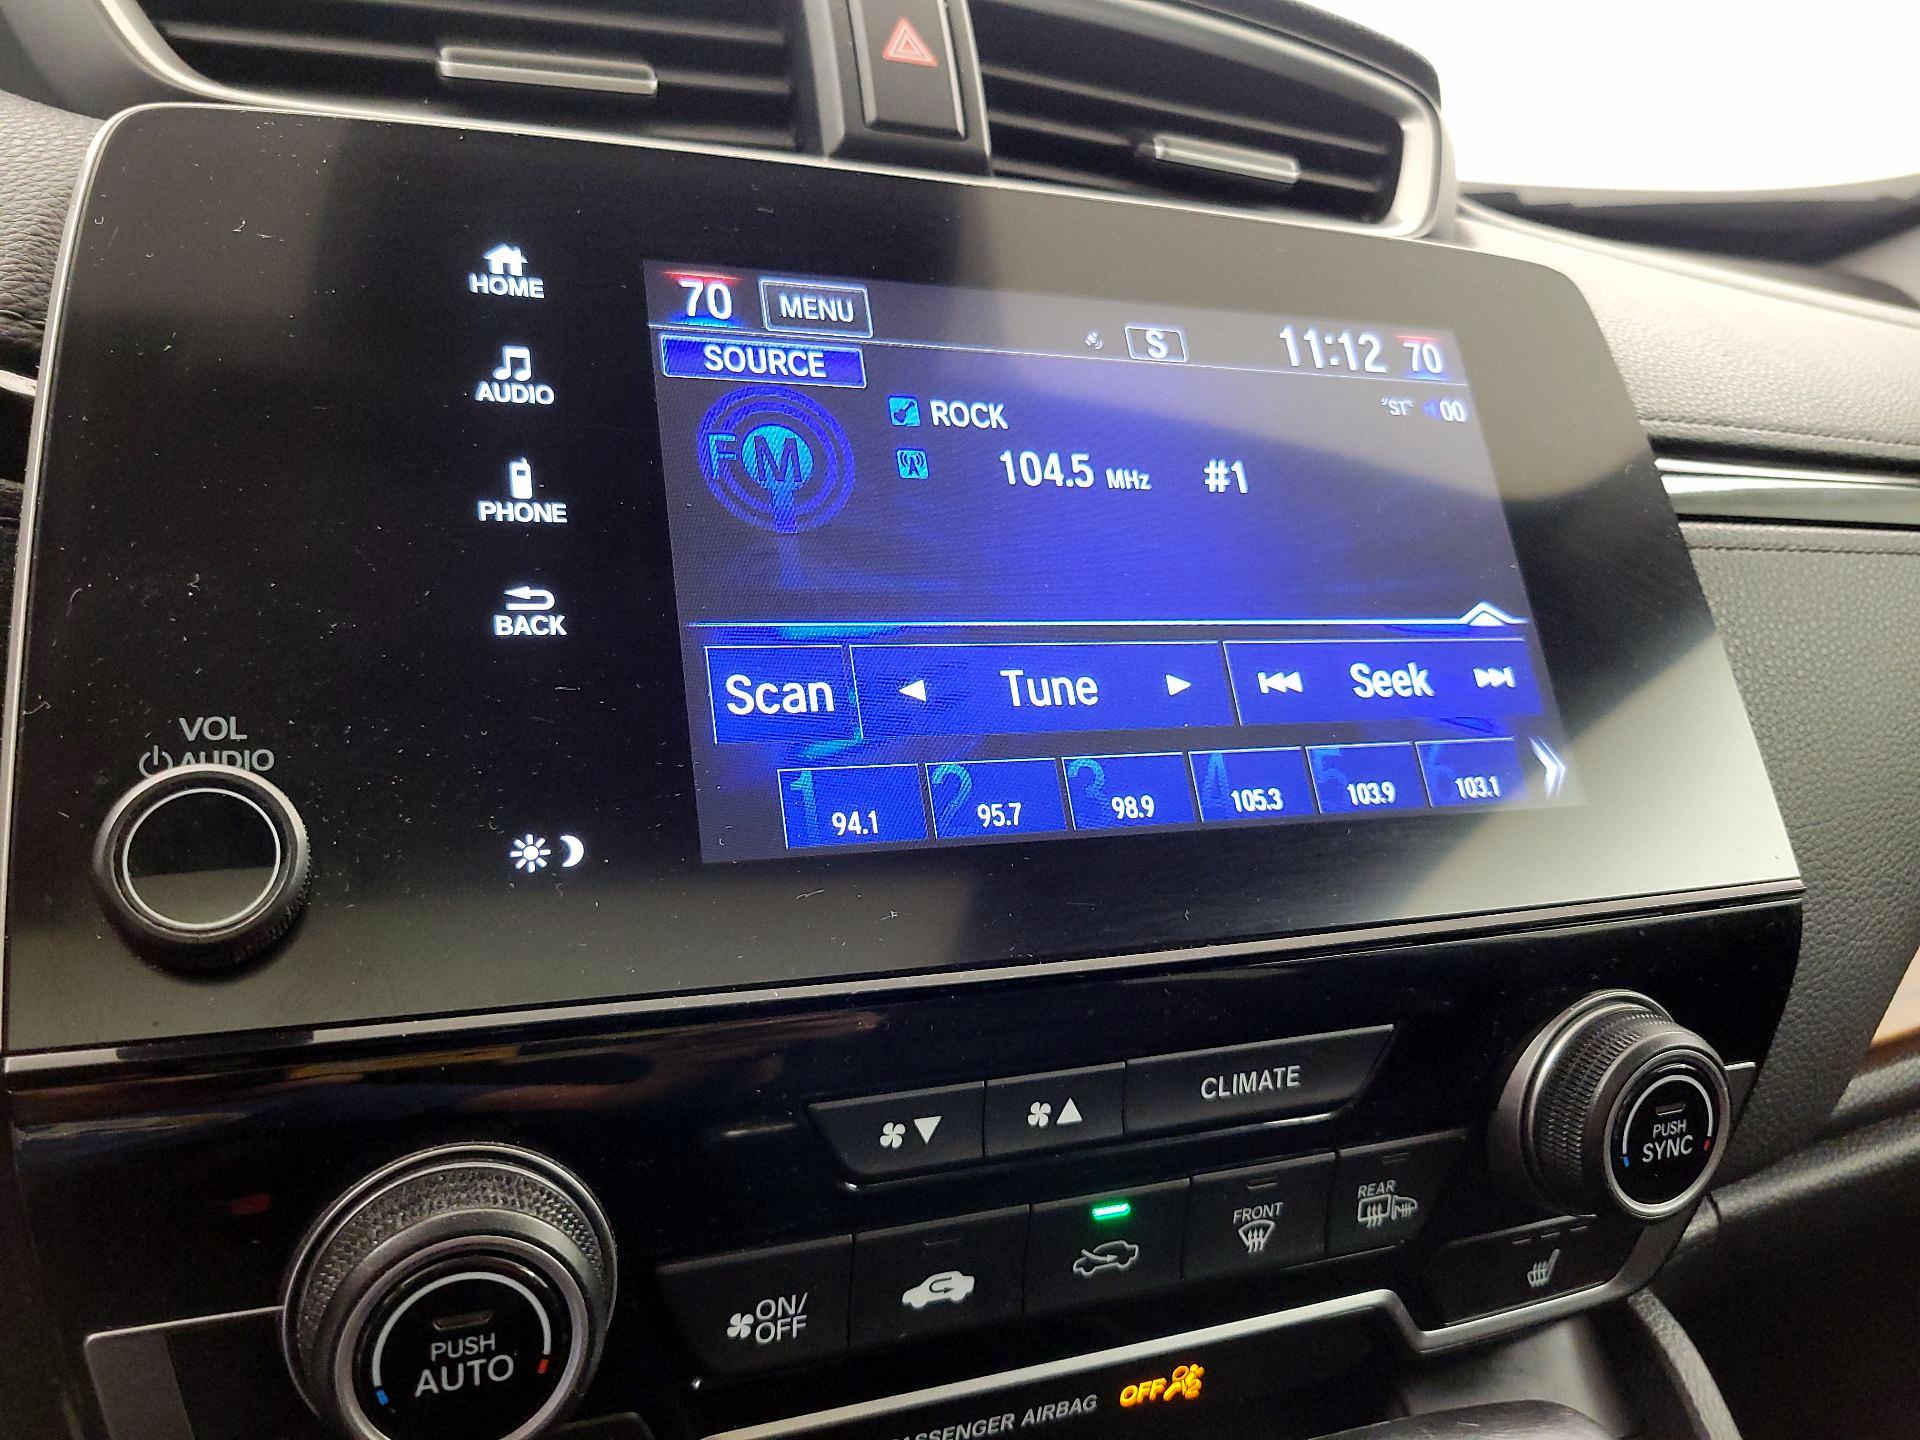 HOME
AUDIO
PHONE
BACK
VOL
AUDIO
70 MENU S 11:12 70
SOURCE
FM
ROCK "ST" 00
104.5 MHz #1
Scan Tune Seek
1 94.1 2 95.7 3 98.9 4 105.3 5 103.9 6 103.1
CLIMATE
PUSH
SYNC
FRONT
REAR
ON/
OFF
PUSH
AUTO
PASSENGER AIRBAG OFF